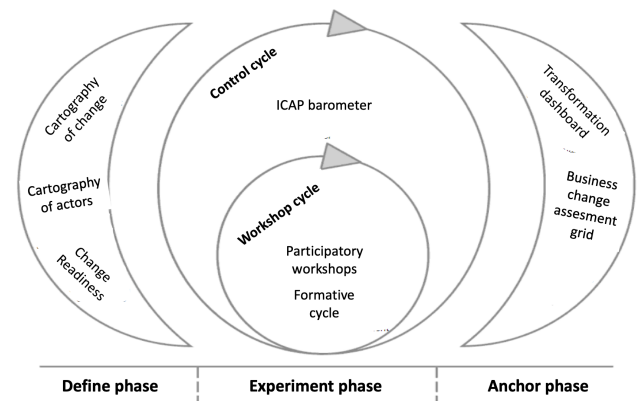 Cartography
of change
Cartography
of actors
Change
Readiness
Control cycle
ICAP barometer
Workshop cycle
Participatory
workshops
Formative
cycle
Transformation
dashboard
Business
change
assesment
grid
Define phase
Experiment phase
Anchor phase